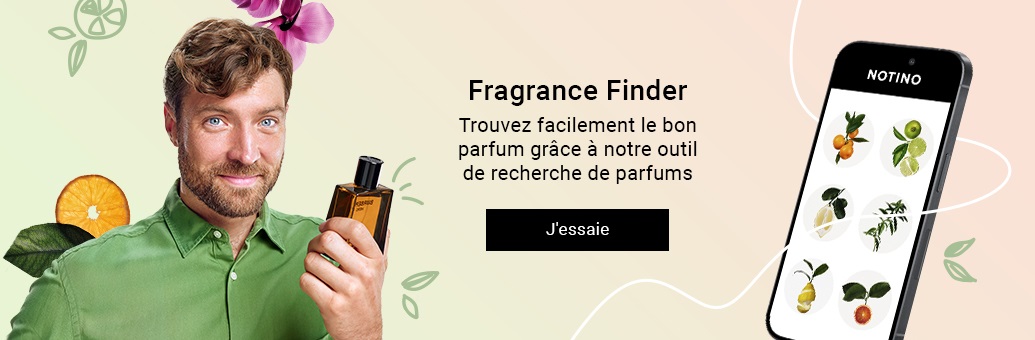 Fragrance Finder
Trouvez facilement le bon
parfum grâce à notre outil
de recherche de parfums
J'essaie
NOTINO